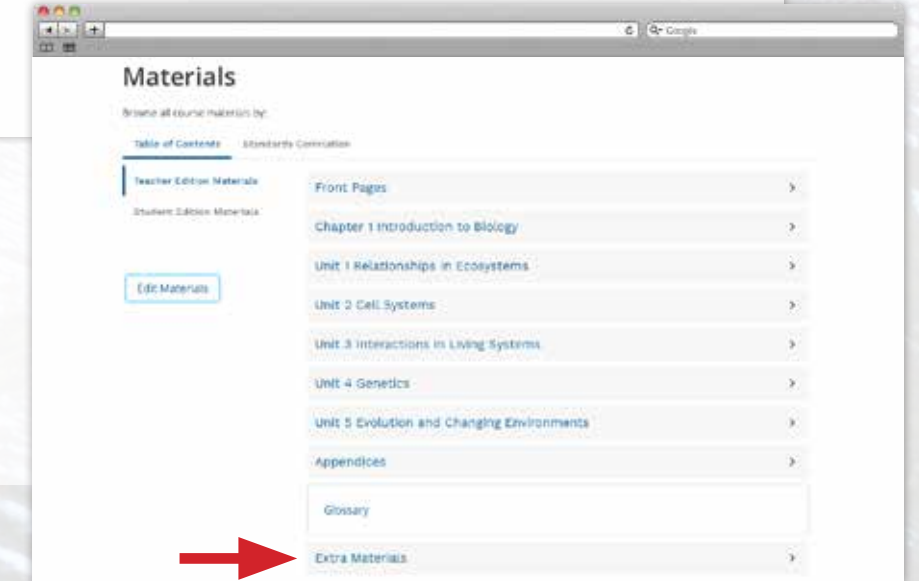 Google
Materials
Browse all course materials by:
Table of Contents Standards Correlation
Teacher Edition Materials
Student Edition Materials
Edit Materials
Front Pages
Chapter 1 Introduction to Biology
Unit 1 Relationships in Ecosystems
Unit 2 Cell Systems
Unit 3 Interactions in Living Systems
Unit 4 Genetics
Unit 5 Evolution and Changing Environments
Appendices
Glossary
Extra Materials